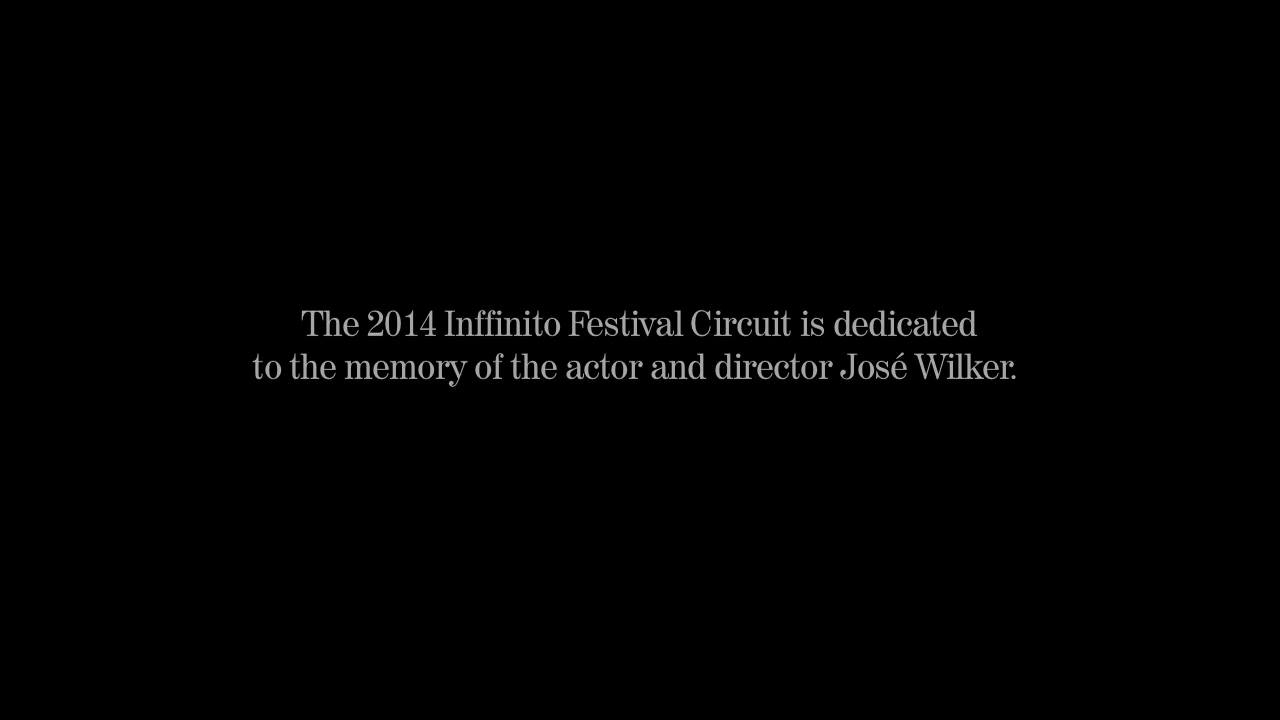 The 2014 Inffinito Festival Circuit is dedicated
to the memory of the actor and director José Wilker.